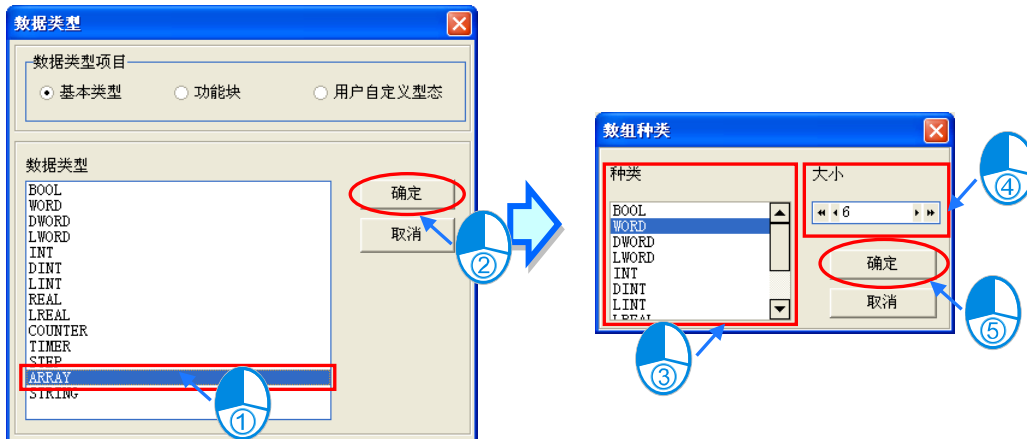 数据类型
数据类型项目
基本类型 功能块 用户自定义型态
数据类型
BOOL
WORD
DWORD
LWORD
INT
DINT
LINT
REAL
LREAL
COUNTER
TIMER
STEP
ARRAY
STRING
确定
取消
①
②
数组种类
种类
BOOL
WORD
DWORD
LWORD
INT
DINT
LINT
LREAL
大小
6
确定
取消
③
④
⑤